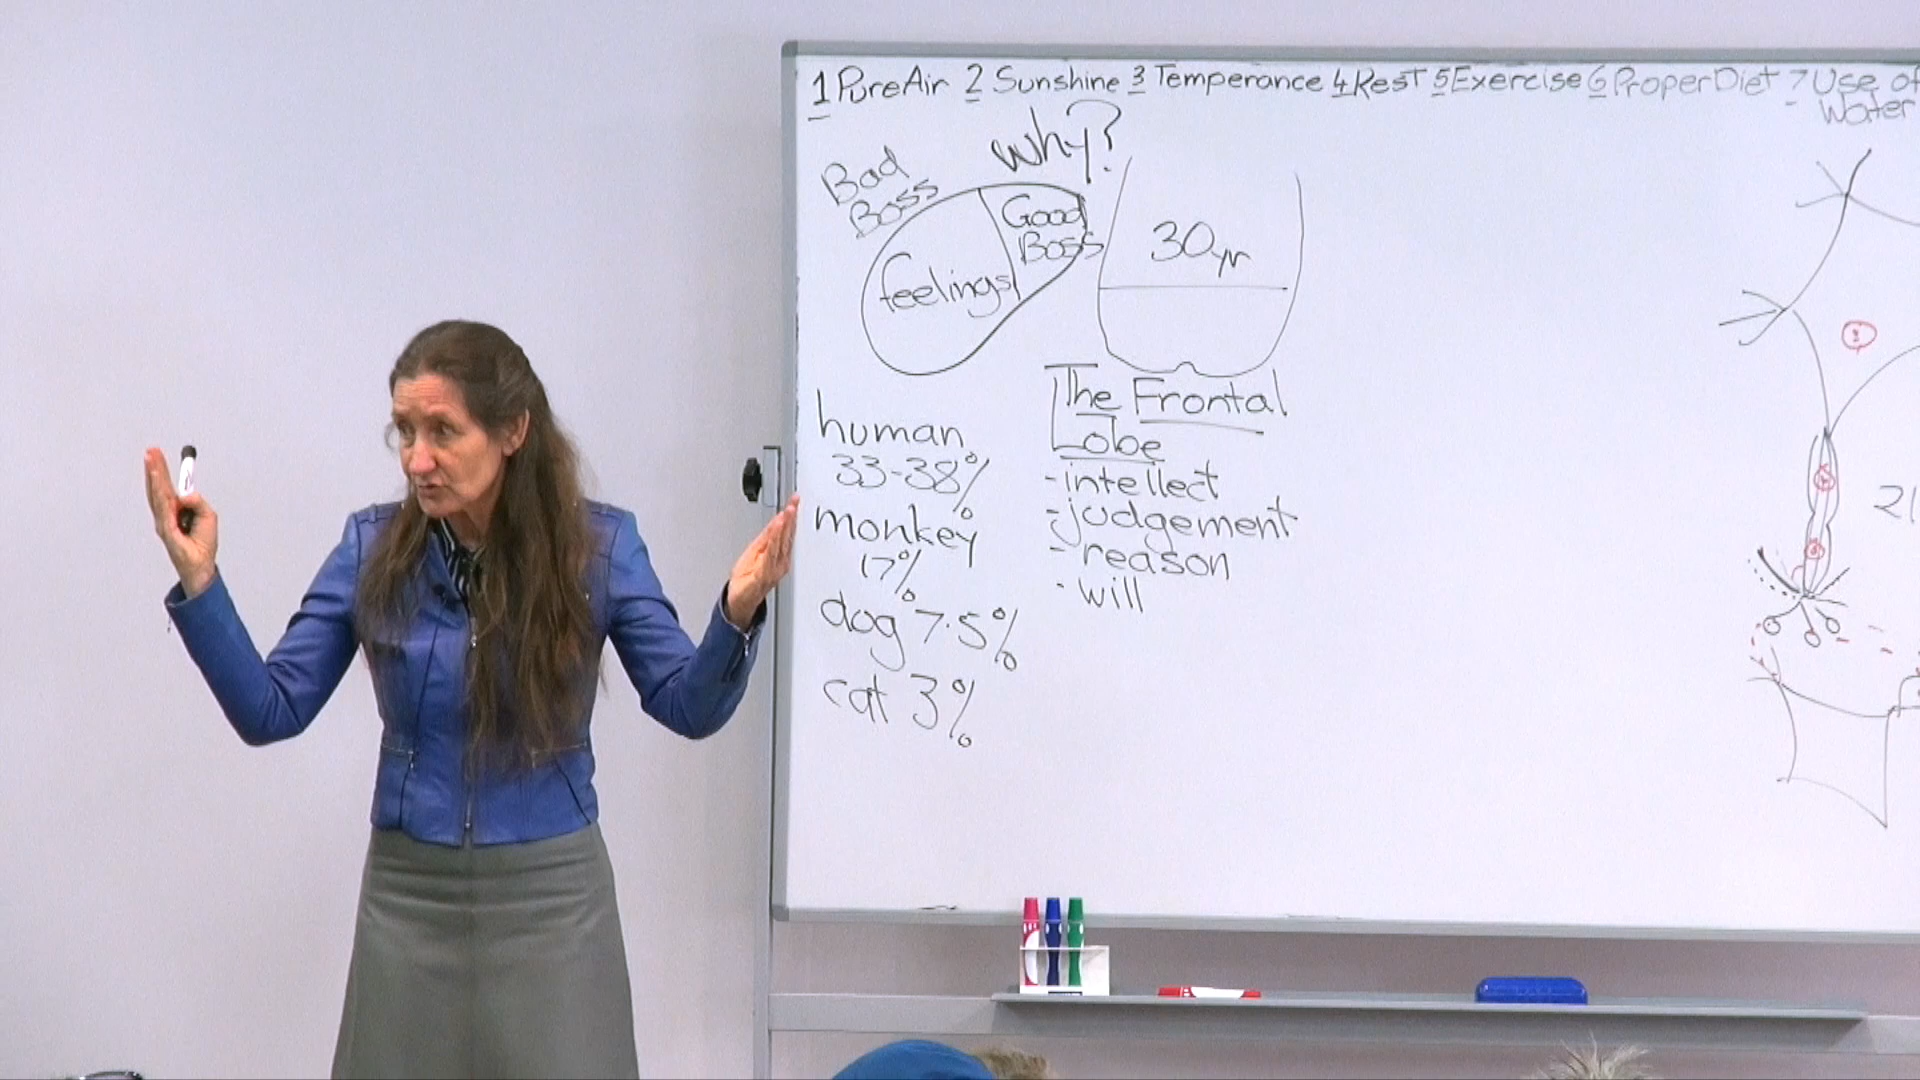 1 Pure Air 2 Sunshine 3 Temperance 4 Rest 5 Exercise 6 Proper Diet 7 Use of
Water
Why?
Bad
Boss
Good
Boss
feelings
30yr
human
33-38%
monkey
17%
dog 7.5%
cat 3%
The Frontal
Lobe
- intellect
- judgement
- reason
- will